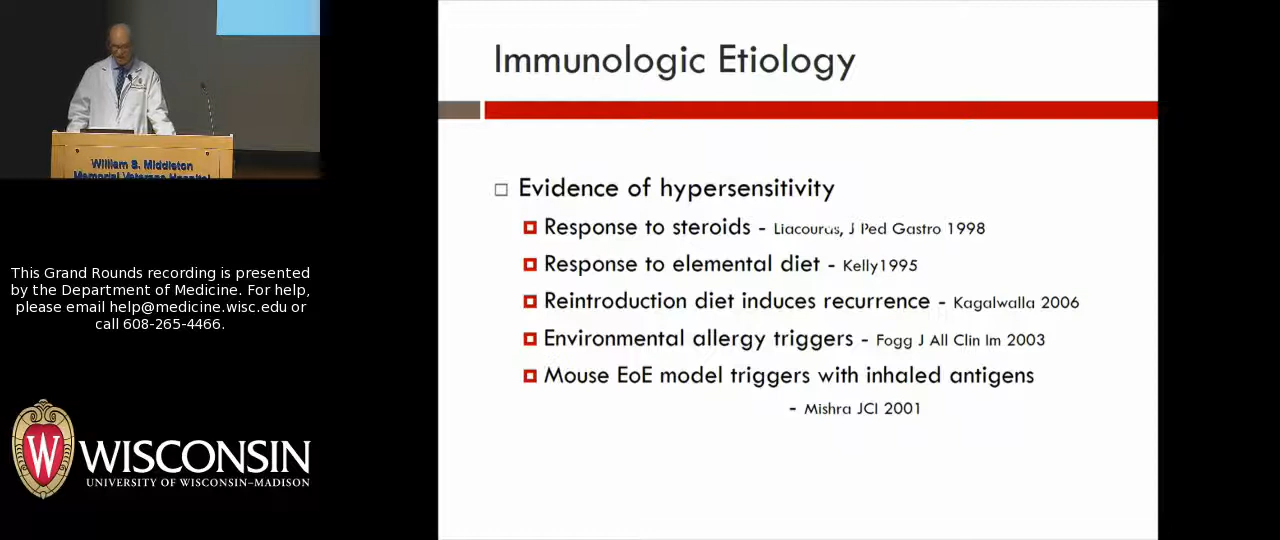 Immunologic Etiology
Evidence of hypersensitivity
Response to steroids - Liacouras, J Ped Gastro 1998
Response to elemental diet - Kelly1995
Reintroduction diet induces recurrence - Kagalwalla 2006
Environmental allergy triggers - Fogg J All Clin Im 2003
Mouse EoE model triggers with inhaled antigens
- Mishra JCI 2001
William S. Middleton
Memorial Veterans Hospital
This Grand Rounds recording is presented
by the Department of Medicine. For help,
please email help@medicine.wisc.edu or
call 608-265-4466.
W
WISCONSIN
UNIVERSITY OF WISCONSIN–MADISON